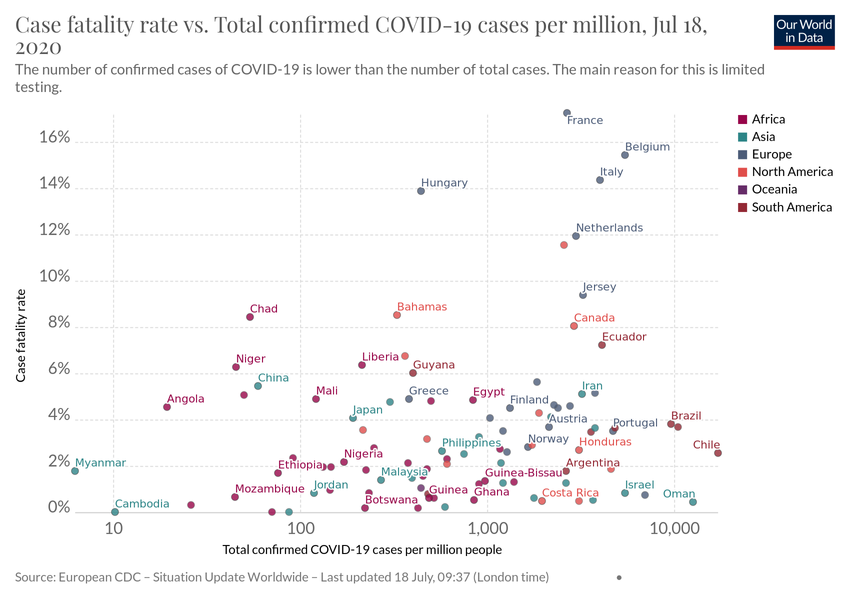 Case fatality rate vs. Total confirmed COVID-19 cases per million, Jul 18,
2020
Our World
in Data
The number of confirmed cases of COVID-19 is lower than the number of total cases. The main reason for this is limited
testing.
Africa
Asia
Europe
North America
Oceania
South America
Case fatality rate
16%
14%
12%
10%
8%
6%
4%
2%
0%
France
Belgium
Italy
Hungary
Netherlands
Jersey
Chad
Bahamas
Canada
Ecuador
Niger
Liberia
Guyana
China
Iran
Angola
Mali
Greece
Egypt
Finland
Japan
Austria
Portugal
Brazil
Philippines
Norway
Honduras
Chile
Nigeria
Myanmar
Ethiopia
Malaysia
Guinea-Bissau
Argentina
Mozambique
Jordan
Guinea
Ghana
Costa Rica
Israel
Oman
Cambodia
Botswana
10
100
1,000
10,000
Total confirmed COVID-19 cases per million people
Source: European CDC – Situation Update Worldwide – Last updated 18 July, 09:37 (London time)